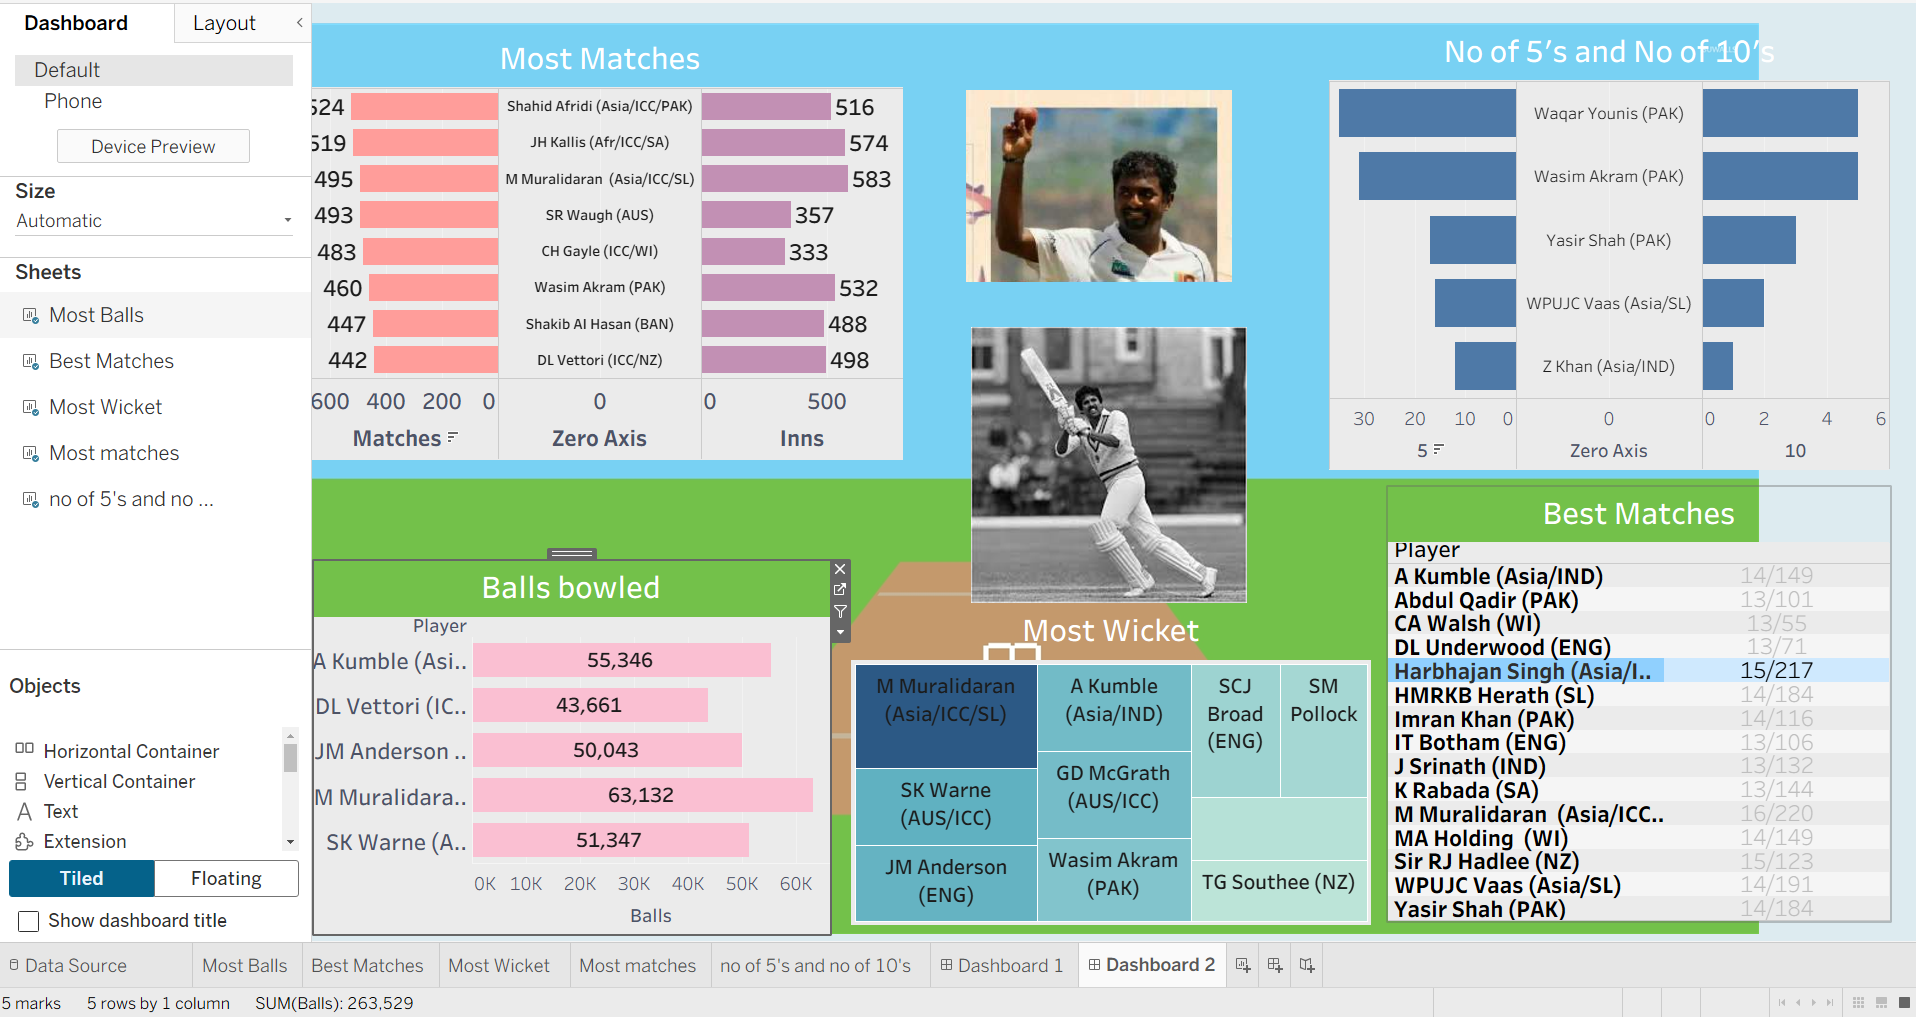 Dashboard
Layout
Default
Phone
Device Preview
Size
Automatic
Sheets
Most Balls
Best Matches
Most Wicket
Most matches
no of 5's and no ...
Objects
Horizontal Container
Vertical Container
Text
Extension
Tiled
Floating
Show dashboard title
Most Matches
524 Shahid Afridi (Asia/ICC/PAK) 516
519 JH Kallis (Afr/ICC/SA) 574
495 M Muralidaran (Asia/ICC/SL) 583
493 SR Waugh (AUS) 357
483 CH Gayle (ICC/WI) 333
460 Wasim Akram (PAK) 532
447 Shakib Al Hasan (BAN) 488
442 DL Vettori (ICC/NZ) 498
600 400 200 0 0 0 500
Matches Zero Axis Inns
No of 5's and No of 10's
Waqar Younis (PAK)
Wasim Akram (PAK)
Yasir Shah (PAK)
WPUJC Vaas (Asia/SL)
Z Khan (Asia/IND)
30 20 10 0 0 0 2 4 6
5 Zero Axis 10
Balls bowled
Player
A Kumble (Asi.. 55,346
DL Vettori (IC.. 43,661
JM Anderson .. 50,043
M Muralidara.. 63,132
SK Warne (A.. 51,347
0K 10K 20K 30K 40K 50K 60K
Balls
Most Wicket
M Muralidaran
(Asia/ICC/SL)
SK Warne
(AUS/ICC)
JM Anderson
(ENG)
A Kumble
(Asia/IND)
GD McGrath
(AUS/ICC)
Wasim Akram
(PAK)
SCJ
Broad
(ENG)
SM
Pollock
TG Southee (NZ)
Best Matches
Player
A Kumble (Asia/IND) 14/149
Abdul Qadir (PAK) 13/101
CA Walsh (WI) 13/55
DL Underwood (ENG) 13/71
Harbhajan Singh (Asia/I.. 15/217
HMRKB Herath (SL) 14/184
Imran Khan (PAK) 14/116
IT Botham (ENG) 13/106
J Srinath (IND) 13/132
K Rabada (SA) 13/144
M Muralidaran (Asia/ICC.. 16/220
MA Holding (WI) 14/149
Sir RJ Hadlee (NZ) 15/123
WPUJC Vaas (Asia/SL) 14/191
Yasir Shah (PAK) 14/184
Data Source
Most Balls
Best Matches
Most Wicket
Most matches
no of 5's and no of 10's
Dashboard 1
Dashboard 2
5 marks 5 rows by 1 column SUM(Balls): 263,529